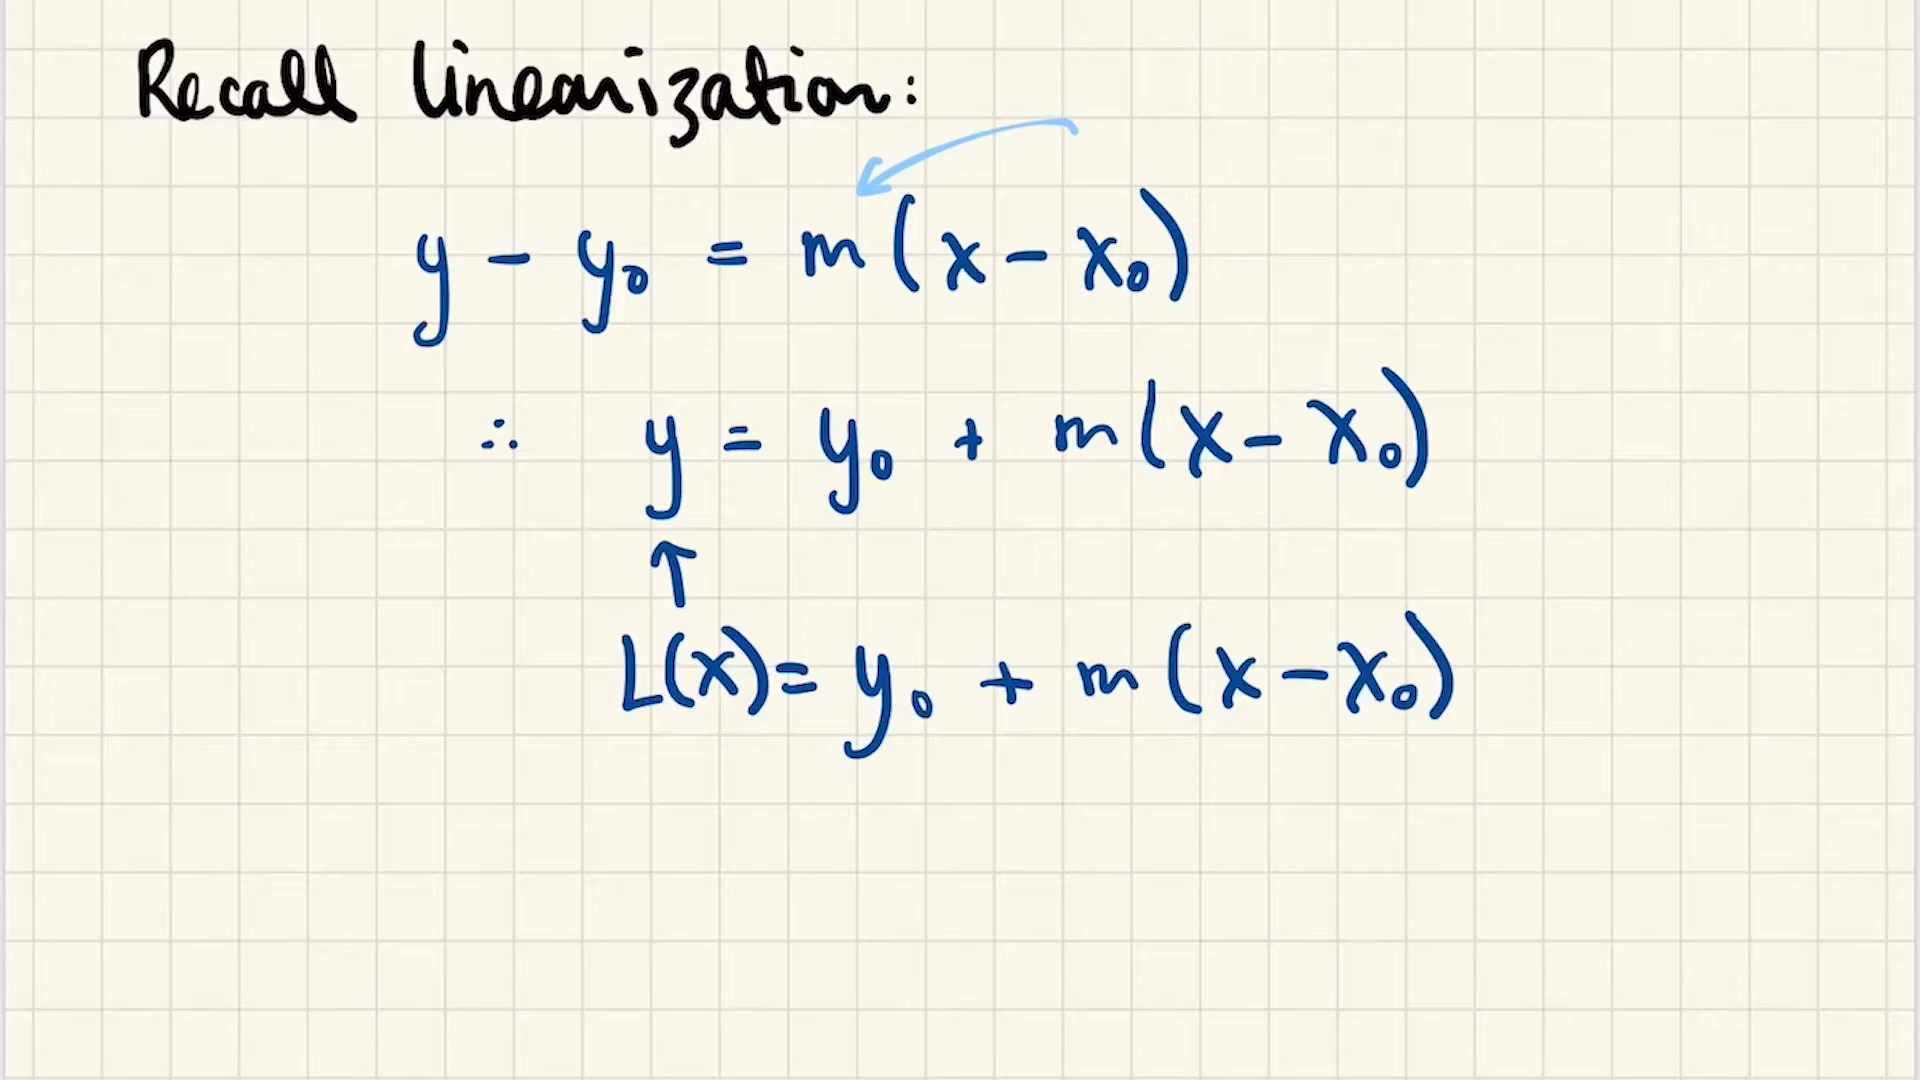 Recall linearization:
y - y₀ = m(x - x₀)
∴ y = y₀ + m(x - x₀)
↑
L(x) = y₀ + m(x - x₀)